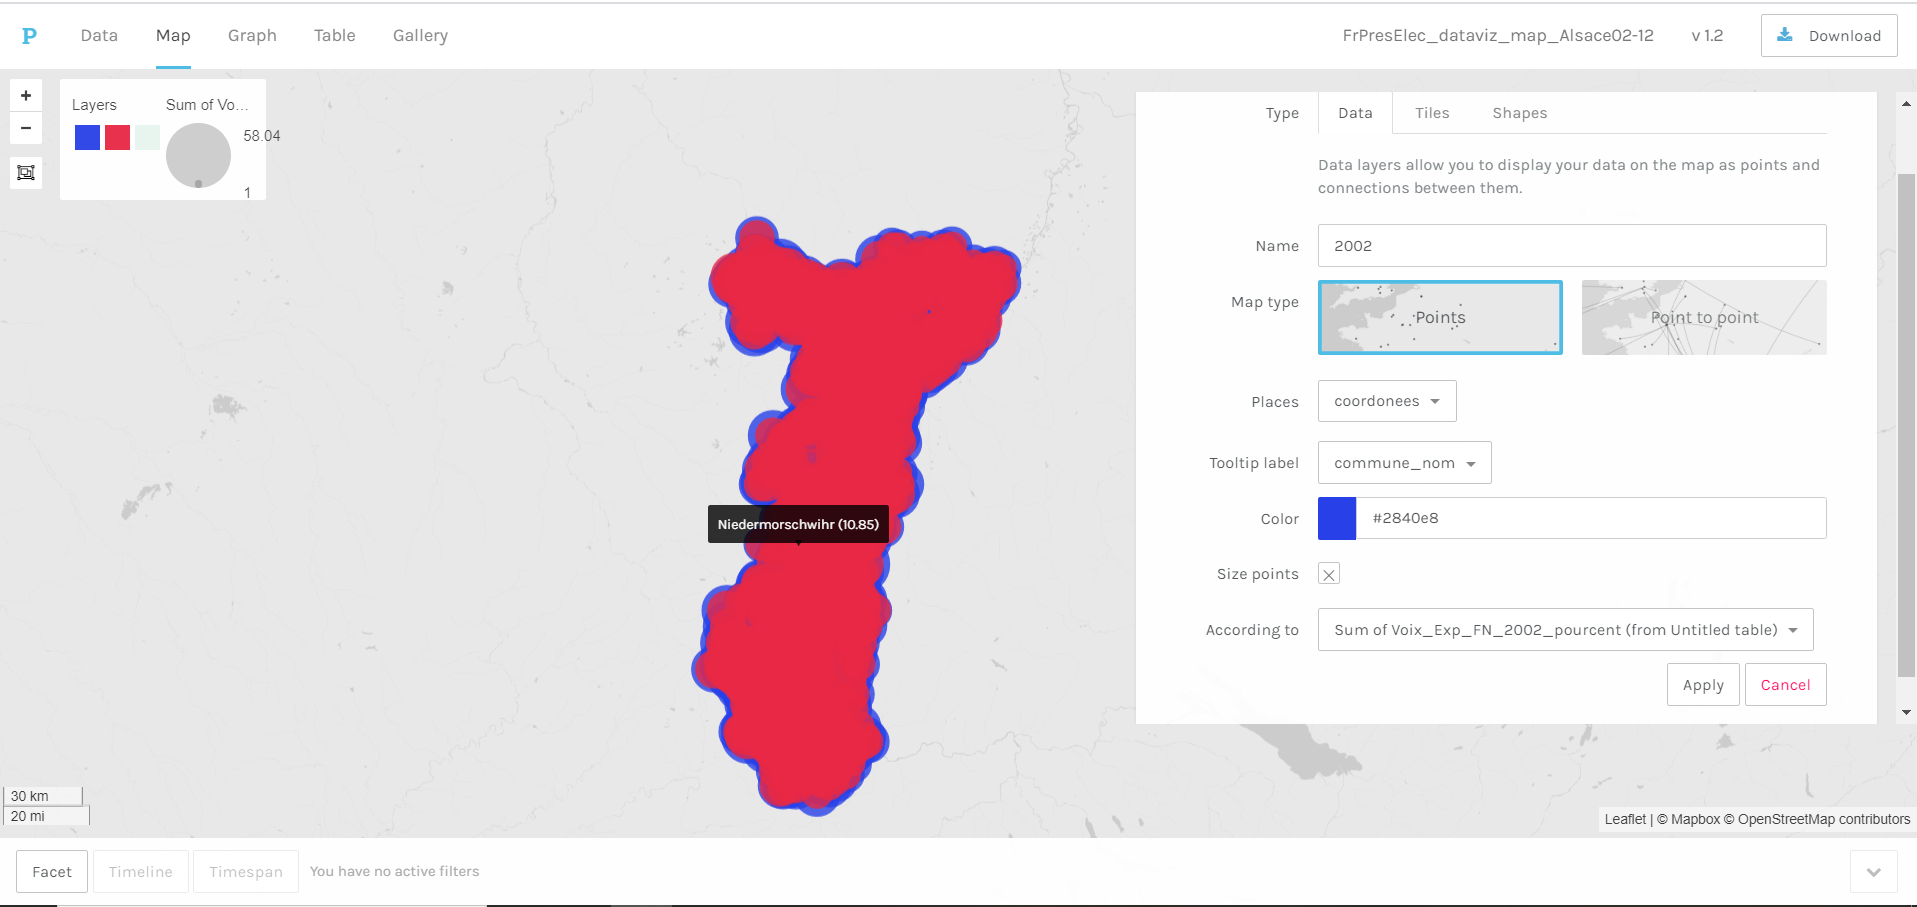 P
Data
Map
Graph
Table
Gallery
FrPresElec_dataviz_map_Alsace02-12
v 1.2
Download
+
−
Layers
Sum of Vo...
58.04
1
Niedermorschwihr (10.85)
Type
Data
Tiles
Shapes
Data layers allow you to display your data on the map as points and
connections between them.
Name
2002
Map type
Points
Point to point
Places
coordonees
Tooltip label
commune_nom
Color
#2840e8
Size points
According to
Sum of Voix_Exp_FN_2002_pourcent (from Untitled table)
Apply
Cancel
30 km
20 mi
Leaflet | © Mapbox © OpenStreetMap contributors
Facet
Timeline
Timespan
You have no active filters